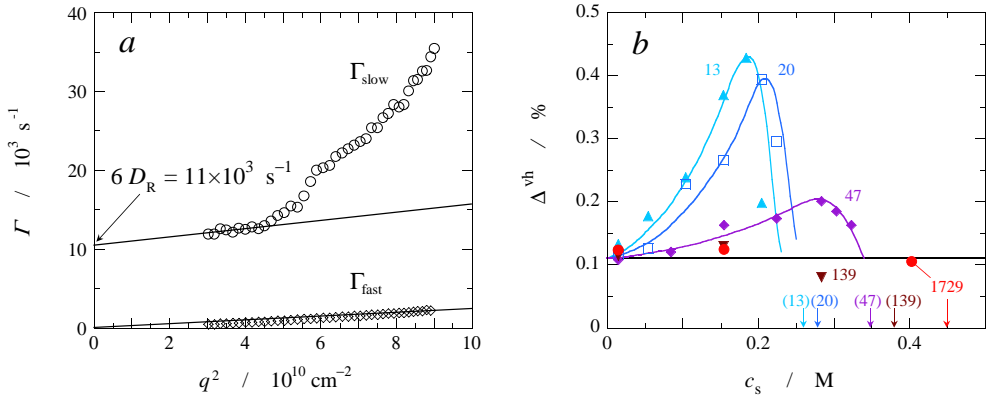 a
40
30
20
10
0
Γ / 10³ s⁻¹
Γslow
6 DR = 11×10³ s⁻¹
Γfast
0 2 4 6 8 10
q² / 10¹⁰ cm⁻²
b
0.5
0.4
0.3
0.2
0.1
0
Δvh / %
13
20
47
139
1729
(13) (20) (47) (139)
0 0.2 0.4
cs / M